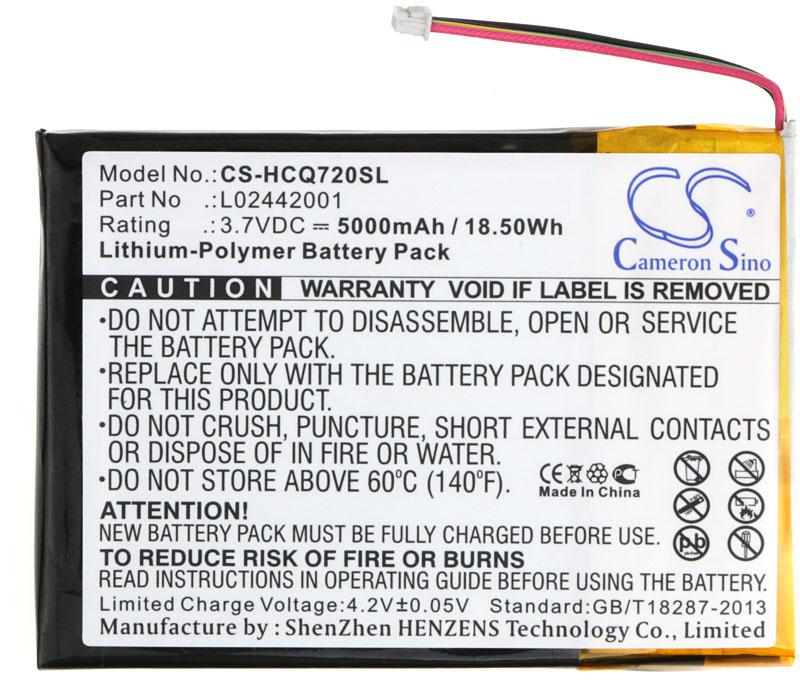 Model No.: CS-HCQ720SL
Part No .: L02442001
Rating .: 3.7VDC ⎓ 5000mAh / 18.50Wh
Lithium-Polymer Battery Pack
CS
Cameron Sino
CAUTION WARRANTY VOID IF LABEL IS REMOVED
•DO NOT ATTEMPT TO DISASSEMBLE, OPEN OR SERVICE
THE BATTERY PACK.
•REPLACE ONLY WITH THE BATTERY PACK DESIGNATED
FOR THIS PRODUCT.
•DO NOT CRUSH, PUNCTURE, SHORT EXTERNAL CONTACTS
OR DISPOSE OF IN FIRE OR WATER.
•DO NOT STORE ABOVE 60°C (140°F).
CE PCT
Made In China
Pb
ATTENTION!
NEW BATTERY PACK MUST BE FULLY CHARGED BEFORE USE.
TO REDUCE RISK OF FIRE OR BURNS
READ INSTRUCTIONS IN OPERATING GUIDE BEFORE USING THE BATTERY.
Limited Charge Voltage:4.2V±0.05V Standard:GB/T18287-2013
Manufacture by : ShenZhen HENZENS Technology Co., Limited